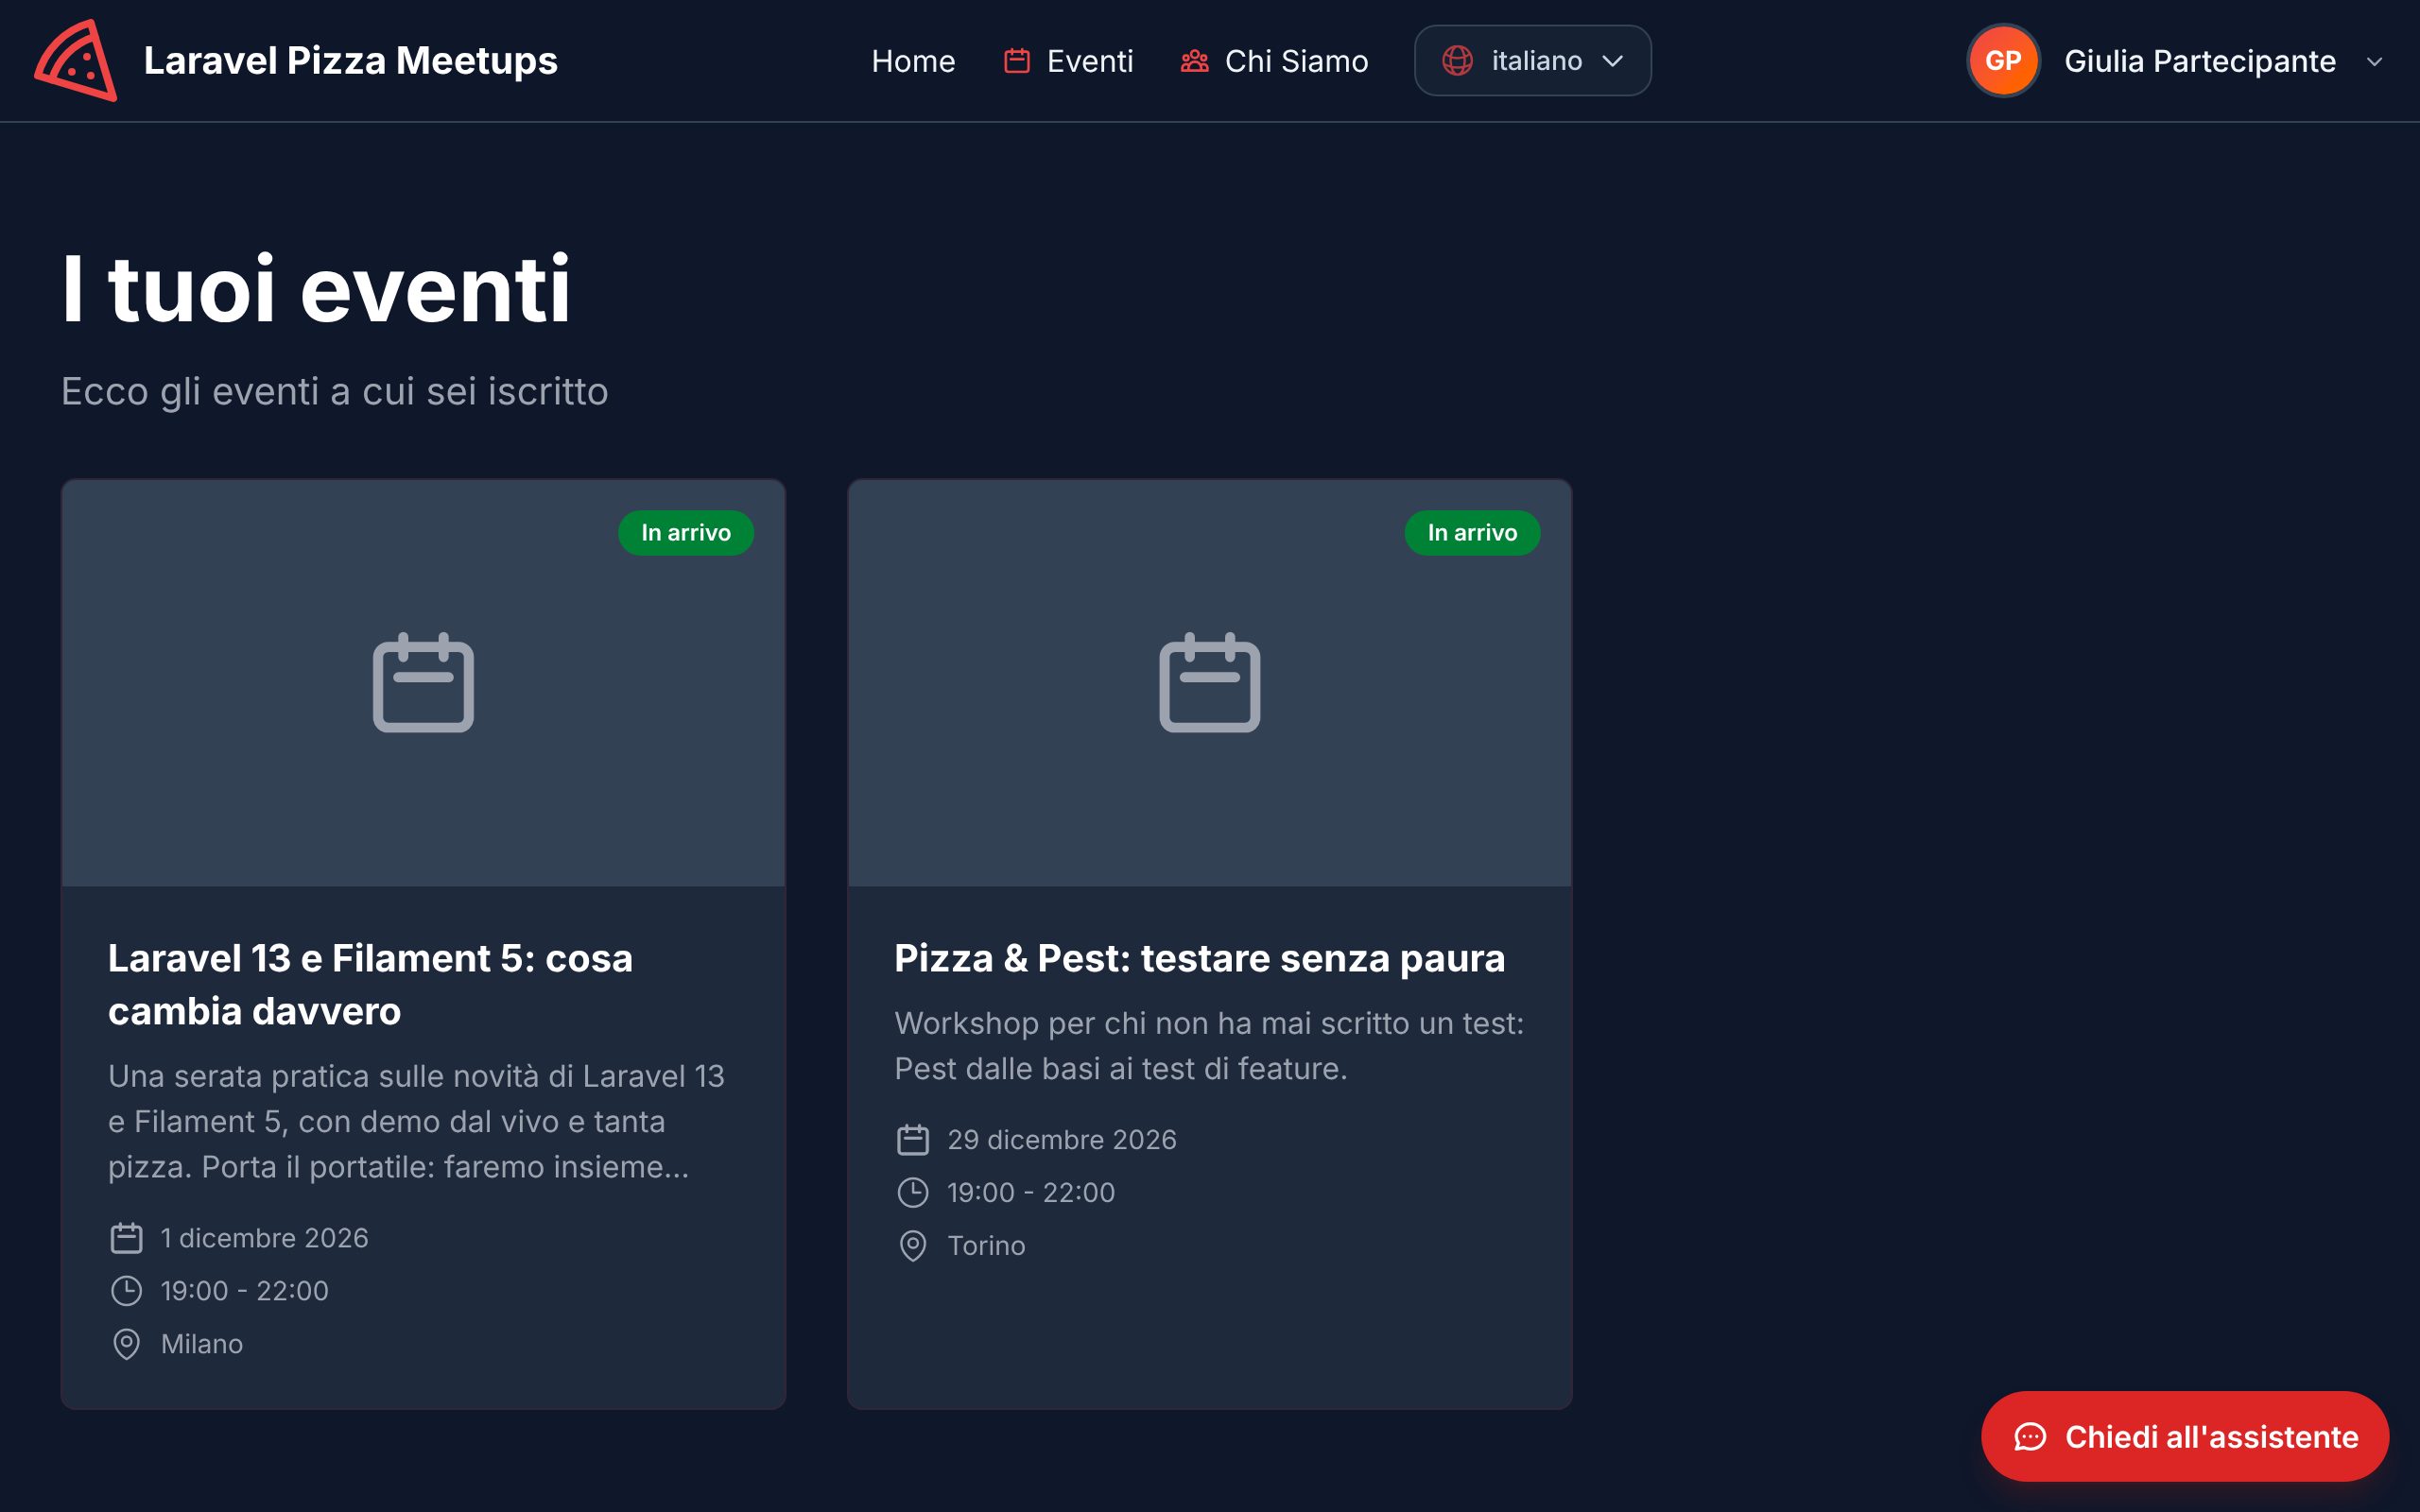 Laravel Pizza Meetups
Home
Eventi
Chi Siamo
italiano
GP
Giulia Partecipante
I tuoi eventi
Ecco gli eventi a cui sei iscritto
In arrivo
Laravel 13 e Filament 5: cosa
cambia davvero
Una serata pratica sulle novità di Laravel 13
e Filament 5, con demo dal vivo e tanta
pizza. Porta il portatile: faremo insieme...
1 dicembre 2026
19:00 - 22:00
Milano
In arrivo
Pizza & Pest: testare senza paura
Workshop per chi non ha mai scritto un test:
Pest dalle basi ai test di feature.
29 dicembre 2026
19:00 - 22:00
Torino
Chiedi all'assistente